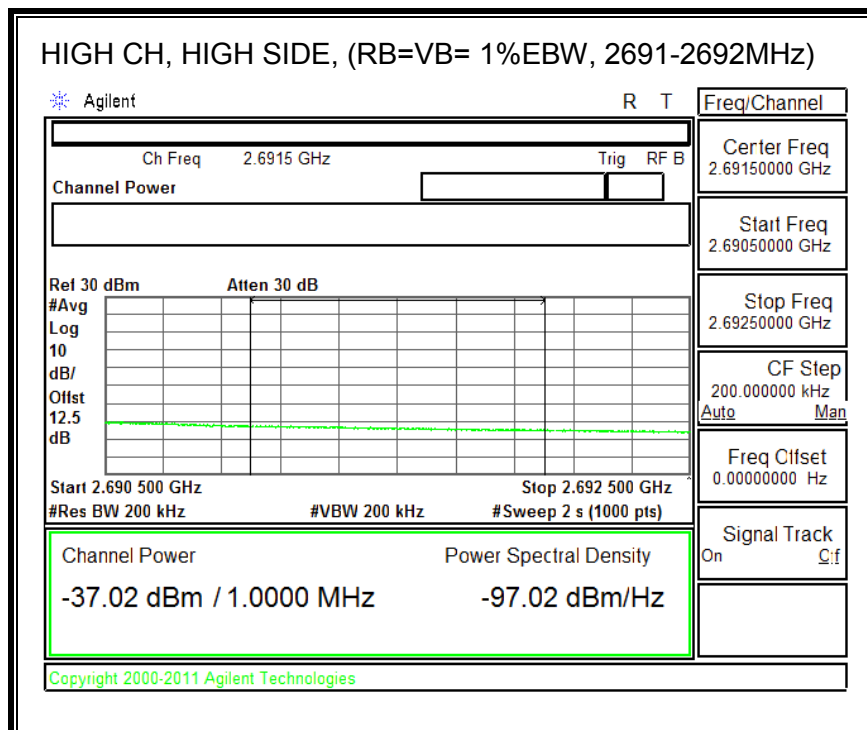 HIGH CH, HIGH SIDE, (RB=VB= 1%EBW, 2691-2692MHz)
Agilent R T
Ch Freq 2.6915 GHz Trig RF B
Channel Power
Ref 30 dBm Atten 30 dB
#Avg
Log
10
dB/
Offst
12.5
dB
Start 2.690 500 GHz Stop 2.692 500 GHz
#Res BW 200 kHz #VBW 200 kHz #Sweep 2 s (1000 pts)
Channel Power Power Spectral Density
-37.02 dBm / 1.0000 MHz -97.02 dBm/Hz
Copyright 2000-2011 Agilent Technologies
Freq/Channel
Center Freq
2.69150000 GHz
Start Freq
2.69050000 GHz
Stop Freq
2.69250000 GHz
CF Step
200.000000 kHz
Auto Man
Freq Offset
0.00000000 Hz
Signal Track
On Off